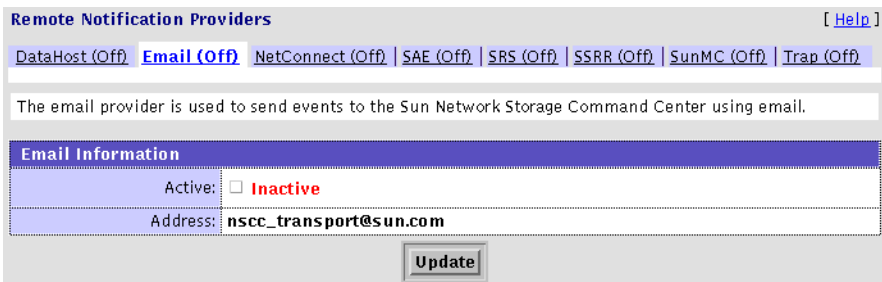 Remote Notification Providers [ Help ]
DataHost (Off) Email (Off) NetConnect (Off) | SAE (Off) | SRS (Off) | SSRR (Off) | SunMC (Off) | Trap (Off)
The email provider is used to send events to the Sun Network Storage Command Center using email.
Email Information
Active: Inactive
Address: nscc_transport@sun.com
Update